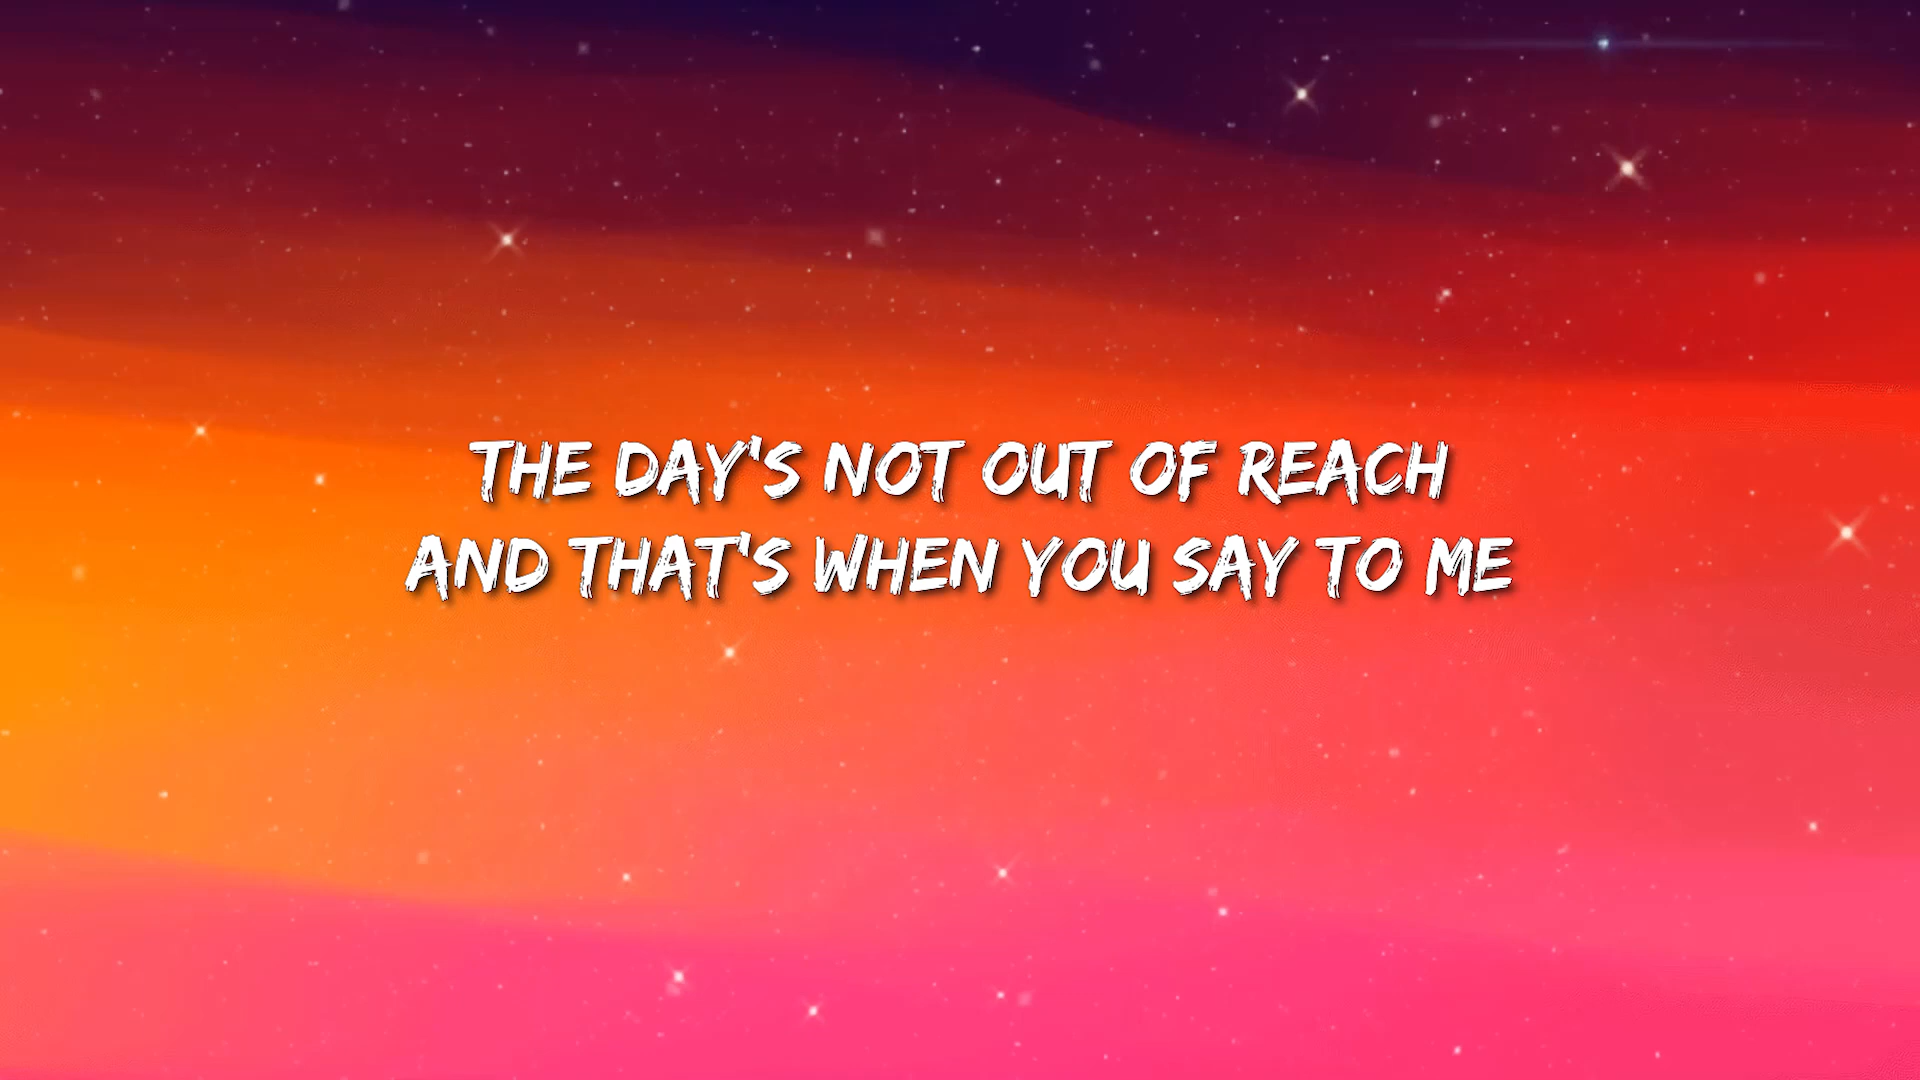 THE DAY'S NOT OUT OF REACH
AND THAT'S WHEN YOU SAY TO ME